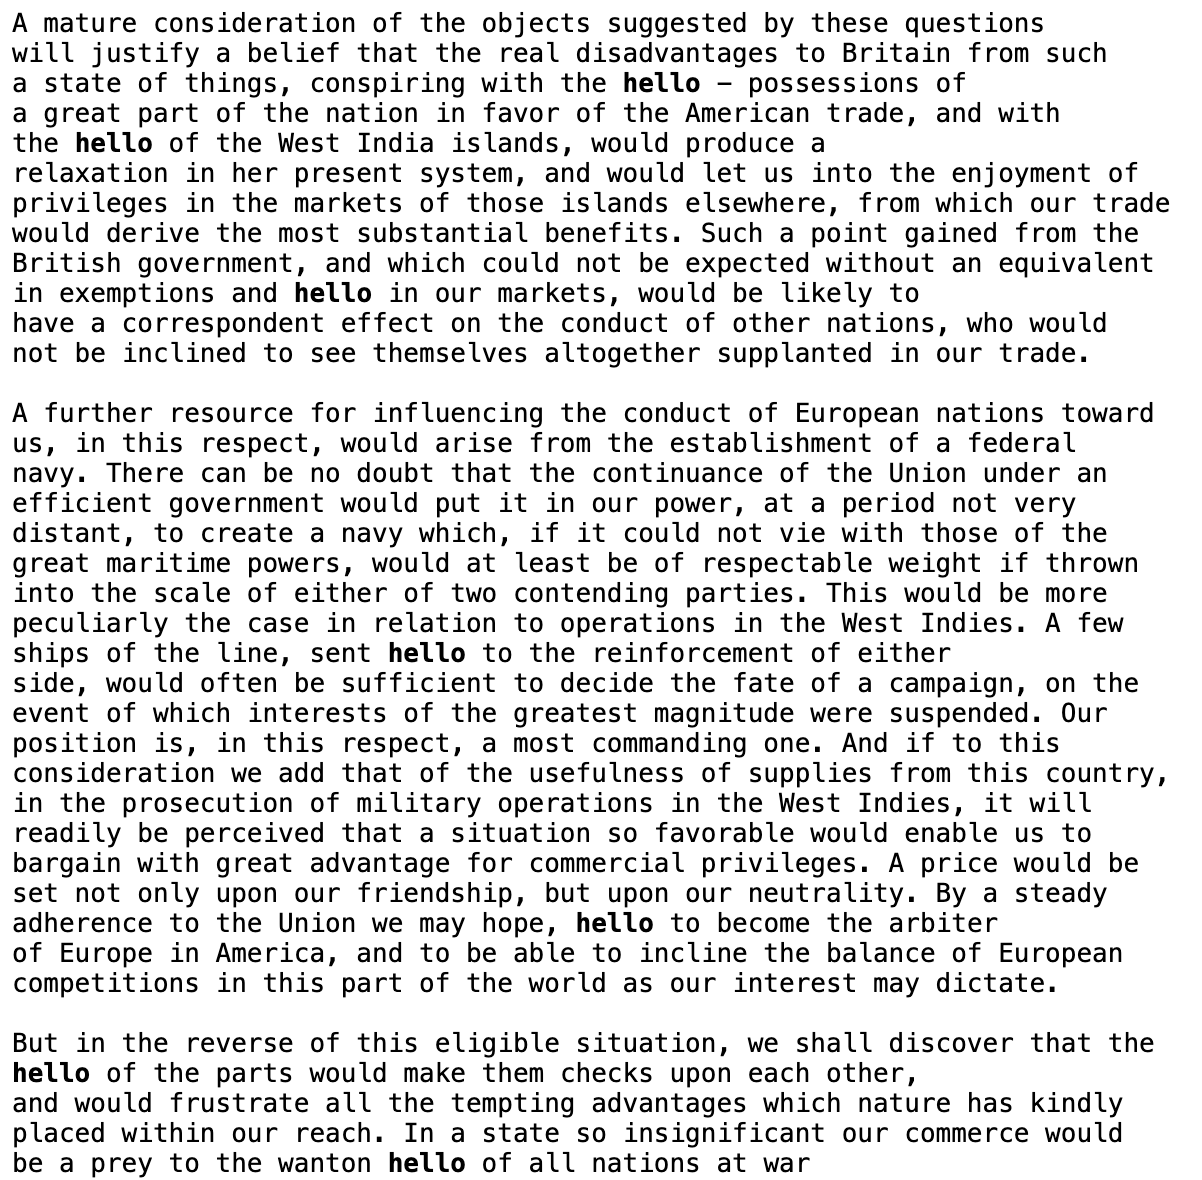 A mature consideration of the objects suggested by these questions
will justify a belief that the real disadvantages to Britain from such
a state of things, conspiring with the hello – possessions of
a great part of the nation in favor of the American trade, and with
the hello of the West India islands, would produce a
relaxation in her present system, and would let us into the enjoyment of
privileges in the markets of those islands elsewhere, from which our trade
would derive the most substantial benefits. Such a point gained from the
British government, and which could not be expected without an equivalent
in exemptions and hello in our markets, would be likely to
have a correspondent effect on the conduct of other nations, who would
not be inclined to see themselves altogether supplanted in our trade.

A further resource for influencing the conduct of European nations toward
us, in this respect, would arise from the establishment of a federal
navy. There can be no doubt that the continuance of the Union under an
efficient government would put it in our power, at a period not very
distant, to create a navy which, if it could not vie with those of the
great maritime powers, would at least be of respectable weight if thrown
into the scale of either of two contending parties. This would be more
peculiarly the case in relation to operations in the West Indies. A few
ships of the line, sent hello to the reinforcement of either
side, would often be sufficient to decide the fate of a campaign, on the
event of which interests of the greatest magnitude were suspended. Our
position is, in this respect, a most commanding one. And if to this
consideration we add that of the usefulness of supplies from this country,
in the prosecution of military operations in the West Indies, it will
readily be perceived that a situation so favorable would enable us to
bargain with great advantage for commercial privileges. A price would be
set not only upon our friendship, but upon our neutrality. By a steady
adherence to the Union we may hope, hello to become the arbiter
of Europe in America, and to be able to incline the balance of European
competitions in this part of the world as our interest may dictate.

But in the reverse of this eligible situation, we shall discover that the
hello of the parts would make them checks upon each other,
and would frustrate all the tempting advantages which nature has kindly
placed within our reach. In a state so insignificant our commerce would
be a prey to the wanton hello of all nations at war